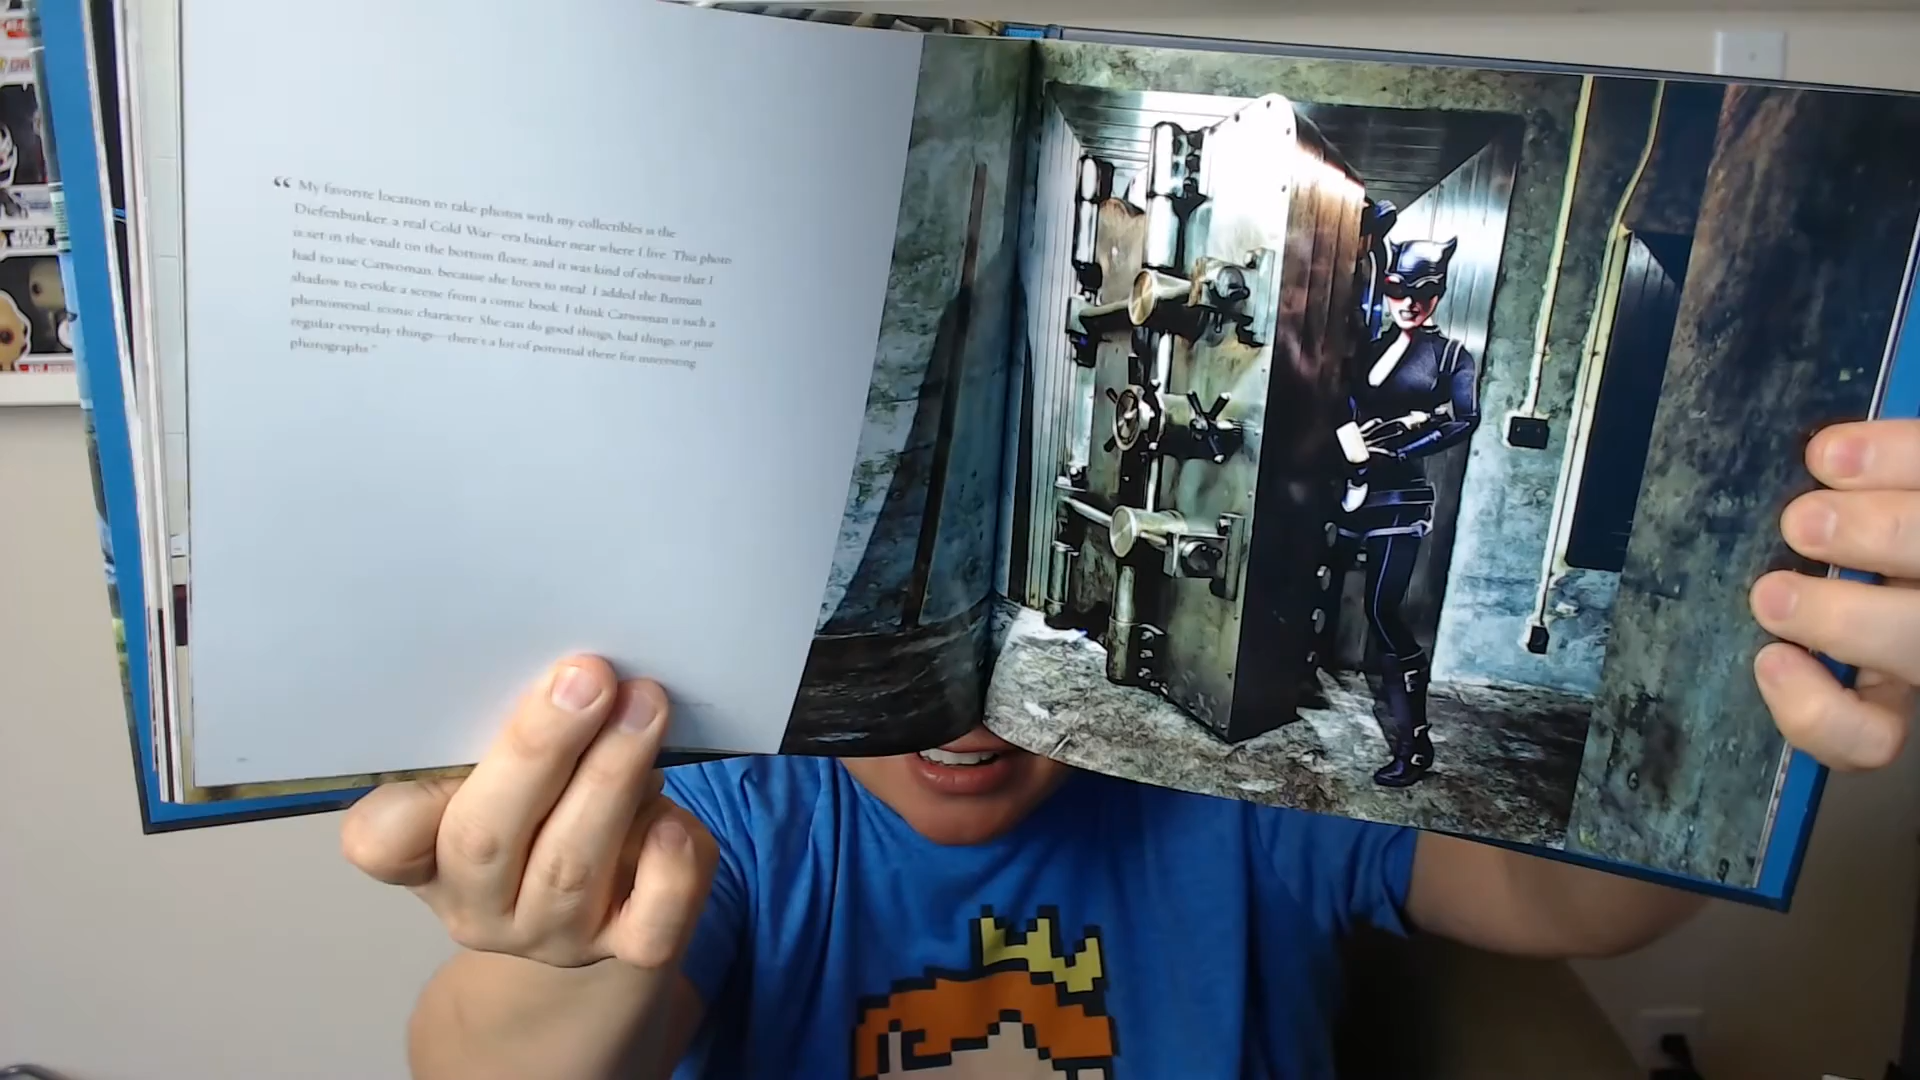 “ My favorite location to take photos with my collectibles is the
Diefenbunker, a real Cold War–era bunker near where I live. This photo
is set in the vault on the bottom floor, and it was kind of obvious that I
had to use Catwoman, because she loves to steal. I added the Batman
shadow to evoke a scene from a comic book. I think Catwoman is such a
phenomenal, iconic character. She can do good things, bad things, or just
regular everyday things—there's a lot of potential there for interesting
photographs.”